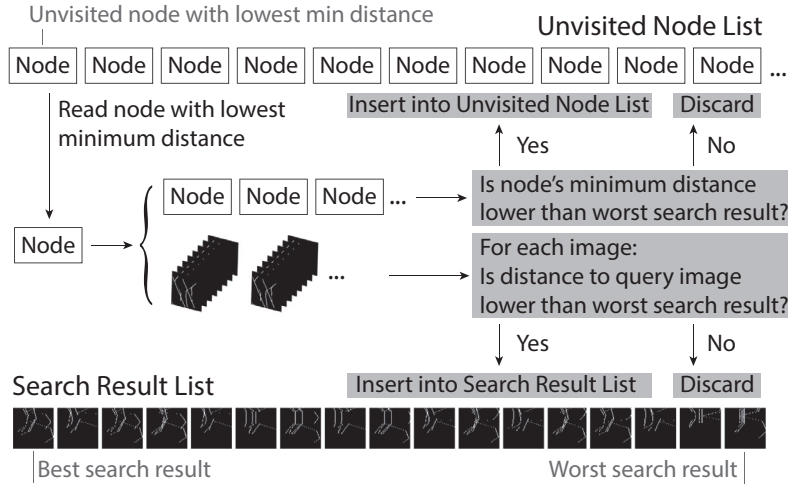 Unvisited node with lowest min distance
Unvisited Node List
Node Node Node Node Node Node Node Node Node Node ...
Read node with lowest
minimum distance
Insert into Unvisited Node List Discard
Yes No
Node Node Node ...
Is node's minimum distance
lower than worst search result?
Node
...
For each image:
Is distance to query image
lower than worst search result?
Yes No
Search Result List
Insert into Search Result List Discard
Best search result Worst search result